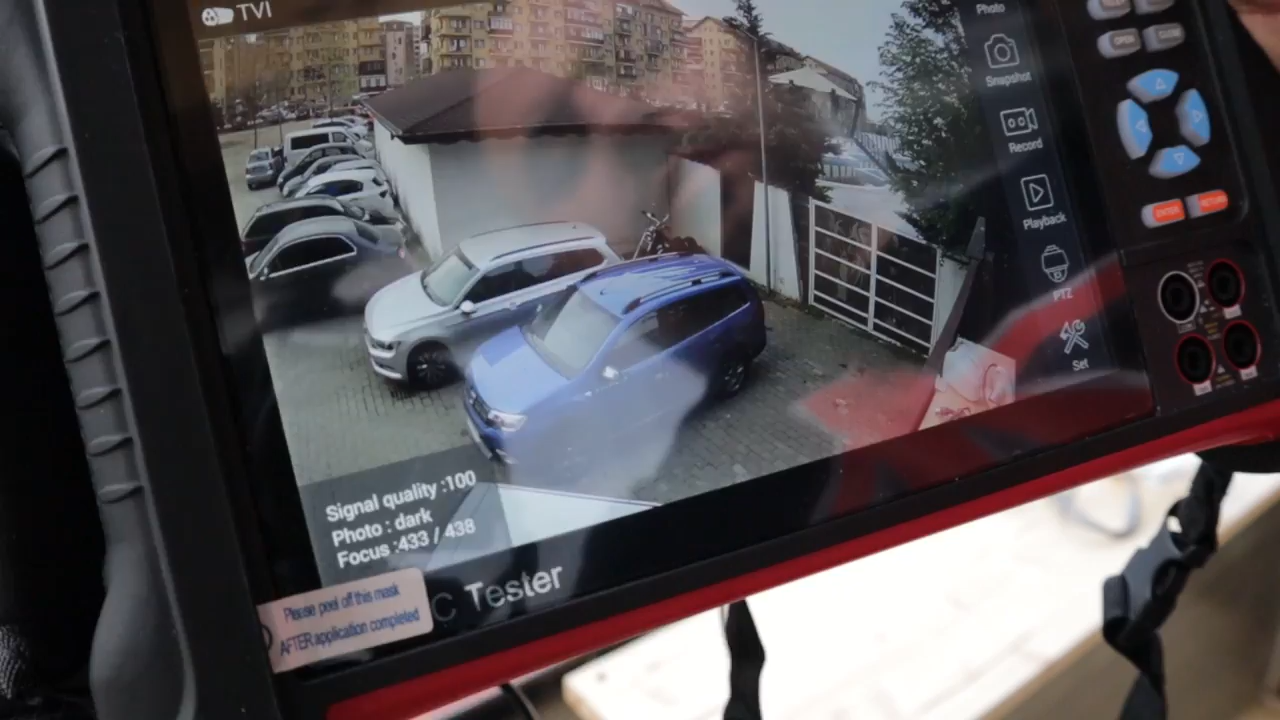 TVI
Photo
Snapshot
Record
Playback
PTZ
Set
OPEN
CLOSE
ENTER
RETURN
Signal quality :100
Photo : dark
Focus :433 / 438
C Tester
Please peel off this mask
AFTER application completed